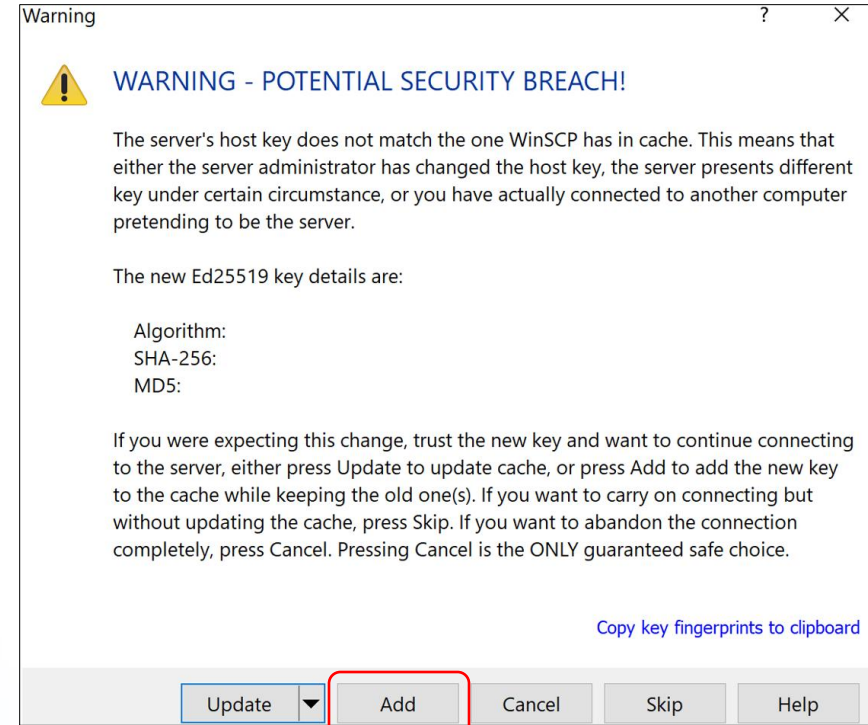 Warning ? X
WARNING - POTENTIAL SECURITY BREACH!
The server's host key does not match the one WinSCP has in cache. This means that
either the server administrator has changed the host key, the server presents different
key under certain circumstance, or you have actually connected to another computer
pretending to be the server.
The new Ed25519 key details are:
Algorithm:
SHA-256:
MD5:
If you were expecting this change, trust the new key and want to continue connecting
to the server, either press Update to update cache, or press Add to add the new key
to the cache while keeping the old one(s). If you want to carry on connecting but
without updating the cache, press Skip. If you want to abandon the connection
completely, press Cancel. Pressing Cancel is the ONLY guaranteed safe choice.
Copy key fingerprints to clipboard
Update Add Cancel Skip Help